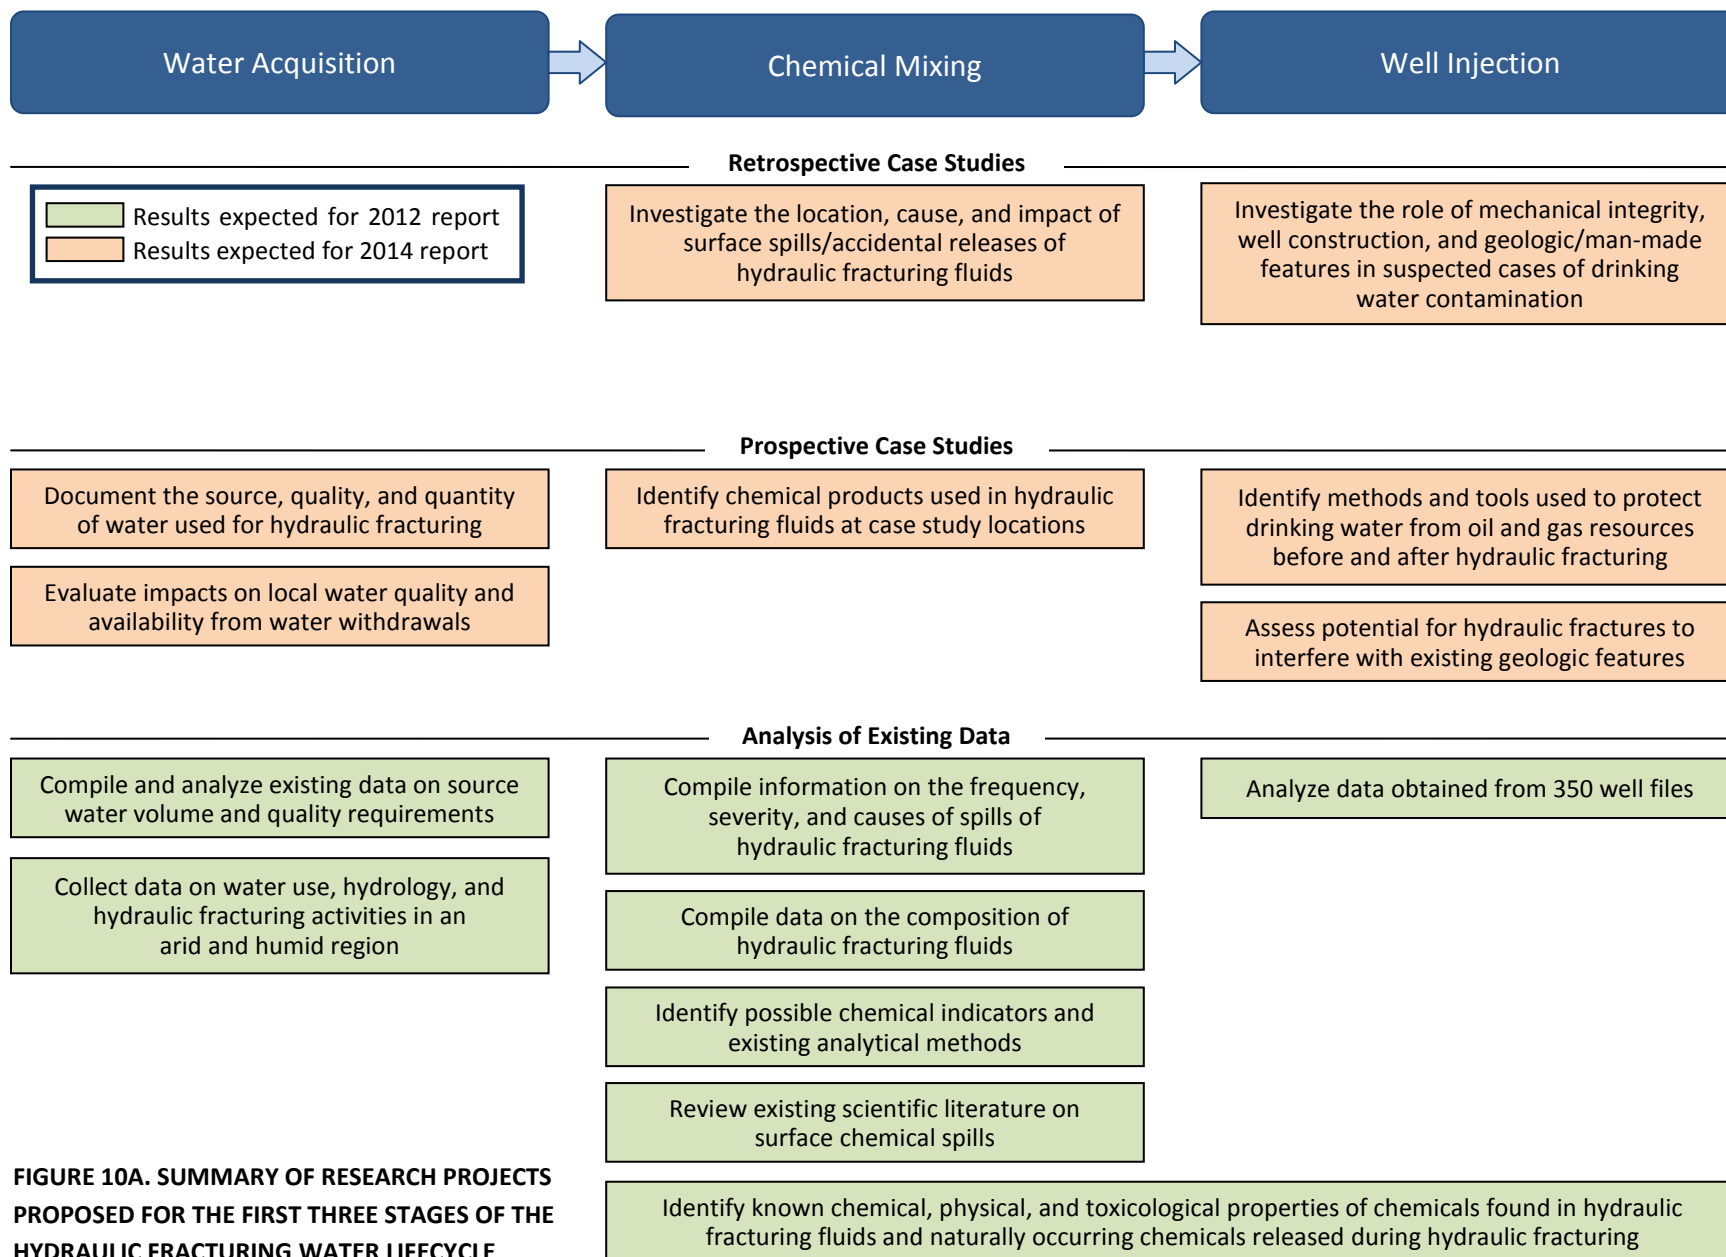 Water Acquisition
Chemical Mixing
Well Injection
Retrospective Case Studies
Results expected for 2012 report
Results expected for 2014 report
Investigate the location, cause, and impact of
surface spills/accidental releases of
hydraulic fracturing fluids
Investigate the role of mechanical integrity,
well construction, and geologic/man-made
features in suspected cases of drinking
water contamination
Prospective Case Studies
Document the source, quality, and quantity
of water used for hydraulic fracturing
Evaluate impacts on local water quality and
availability from water withdrawals
Identify chemical products used in hydraulic
fracturing fluids at case study locations
Identify methods and tools used to protect
drinking water from oil and gas resources
before and after hydraulic fracturing
Assess potential for hydraulic fractures to
interfere with existing geologic features
Analysis of Existing Data
Compile and analyze existing data on source
water volume and quality requirements
Collect data on water use, hydrology, and
hydraulic fracturing activities in an
arid and humid region
Compile information on the frequency,
severity, and causes of spills of
hydraulic fracturing fluids
Compile data on the composition of
hydraulic fracturing fluids
Identify possible chemical indicators and
existing analytical methods
Review existing scientific literature on
surface chemical spills
Analyze data obtained from 350 well files
Identify known chemical, physical, and toxicological properties of chemicals found in hydraulic
fracturing fluids and naturally occurring chemicals released during hydraulic fracturing
FIGURE 10A. SUMMARY OF RESEARCH PROJECTS
PROPOSED FOR THE FIRST THREE STAGES OF THE
HYDRAULIC FRACTURING WATER LIFECYCLE